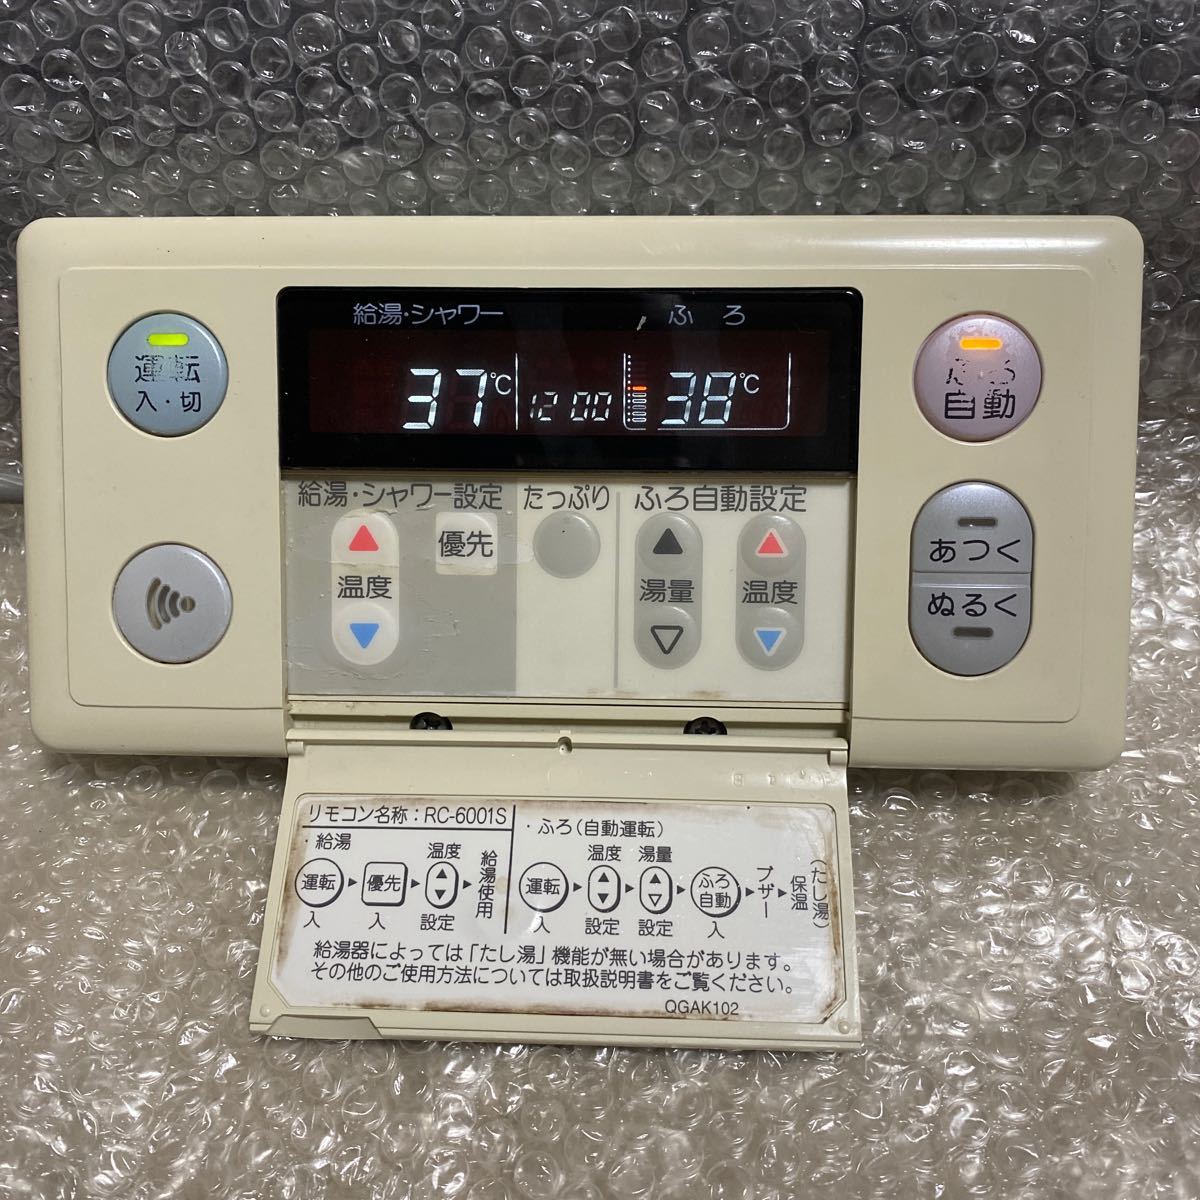 給湯・シャワー ふろ
運転
入・切
37℃ 12:00 38℃
ふろ
自動
給湯・シャワー設定 たっぷり ふろ自動設定
優先
温度 湯量 温度
あつく
ぬるく
リモコン名称：RC-6001S
・給湯
運転 優先 温度 給湯使用
入 入 設定
・ふろ(自動運転)
運転 温度 湯量 ふろ自動 ブザー 保温 (たし湯)
入 設定 設定 入
給湯器によっては「たし湯」機能が無い場合があります。
その他のご使用方法については取扱説明書をご覧ください。
QGAK102